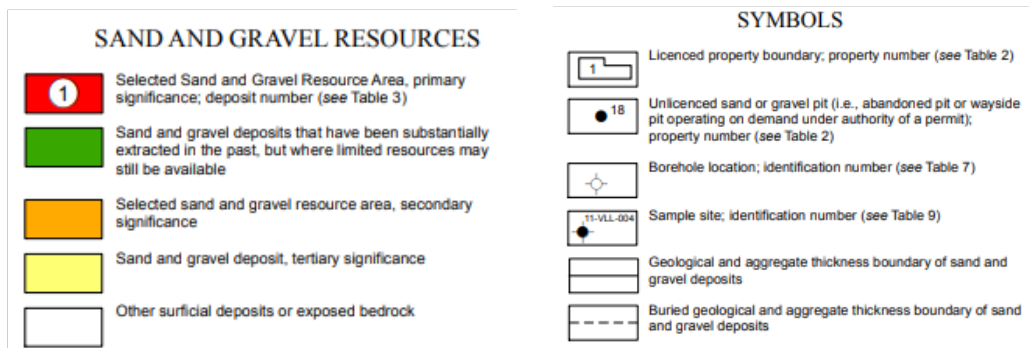 SAND AND GRAVEL RESOURCES
1
Selected Sand and Gravel Resource Area, primary
significance; deposit number (see Table 3)
Sand and gravel deposits that have been substantially
extracted in the past, but where limited resources may
still be available
Selected sand and gravel resource area, secondary
significance
Sand and gravel deposit, tertiary significance
Other surficial deposits or exposed bedrock
SYMBOLS
1
Licenced property boundary; property number (see Table 2)
18
Unlicenced sand or gravel pit (i.e., abandoned pit or wayside
pit operating on demand under authority of a permit);
property number (see Table 2)
Borehole location; identification number (see Table 7)
11-VLL-004
Sample site; identification number (see Table 9)
Geological and aggregate thickness boundary of sand and
gravel deposits
Buried geological and aggregate thickness boundary of sand
and gravel deposits